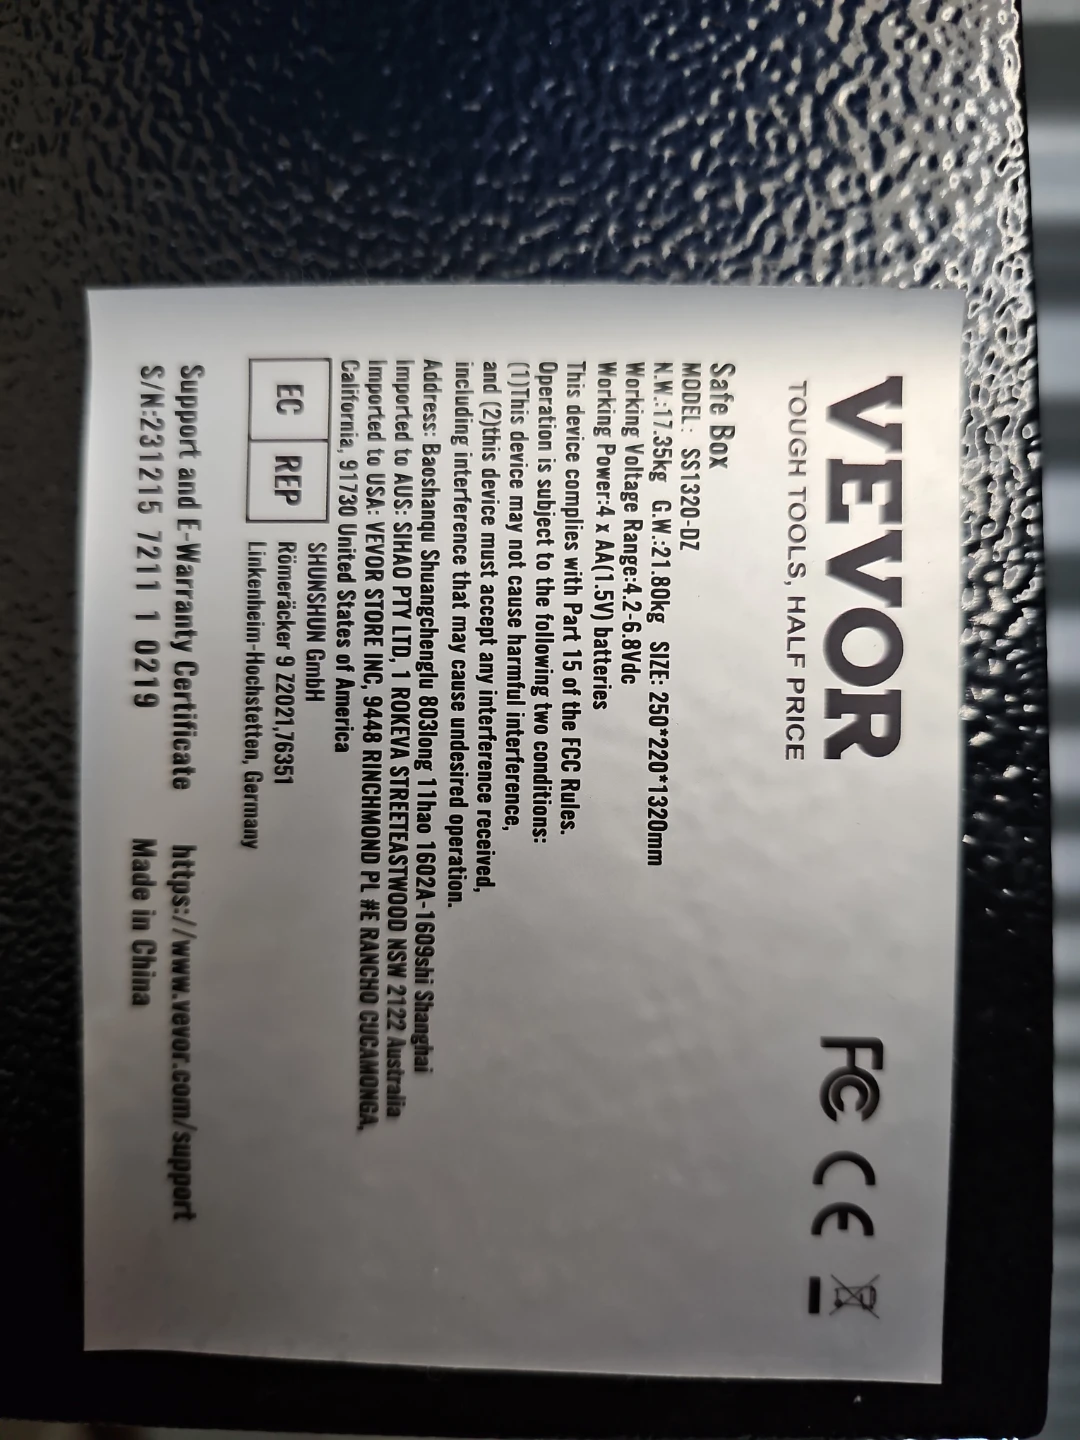 VEVOR
TOUGH TOOLS, HALF PRICE
FC CE
Safe Box
MODEL: SS1320-DZ
N.W.:17.35kg G.W.:21.80kg SIZE: 250*220*1320mm
Working Voltage Range:4.2-6.8Vdc
Working Power:4 x AA(1.5V) batteries
This device complies with Part 15 of the FCC Rules.
Operation is subject to the following two conditions:
(1)This device may not cause harmful interference,
and (2)this device must accept any interference received,
including interference that may cause undesired operation.
Address: Baoshanqu Shuangchenglu 803long 11hao 1602A-1609shi Shanghai
Imported to AUS: SIHAO PTY LTD, 1 ROKEVA STREETEASTWOOD NSW 2122 Australia
Imported to USA: VEVOR STORE INC, 9448 RINCHMOND PL #E RANCHO CUCAMONGA,
California, 91730 United States of America
EC REP
SHUNSHUN GmbH
Römeräcker 9 Z2021,76351
Linkenheim-Hochstetten, Germany
Support and E-Warranty Certificate https://www.vevor.com/support
S/N:231215 7211 1 0219 Made in China